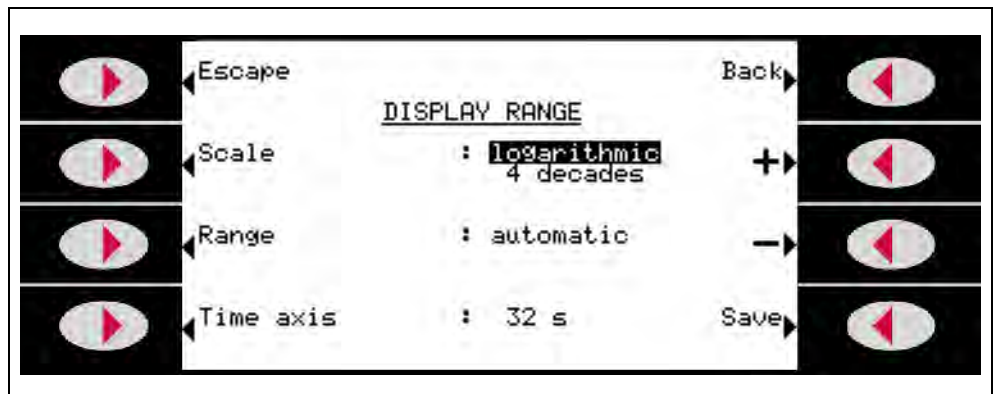 Escape Back
DISPLAY RANGE
Scale : logarithmic +
4 decades
Range : automatic −
Time axis : 32 s Save